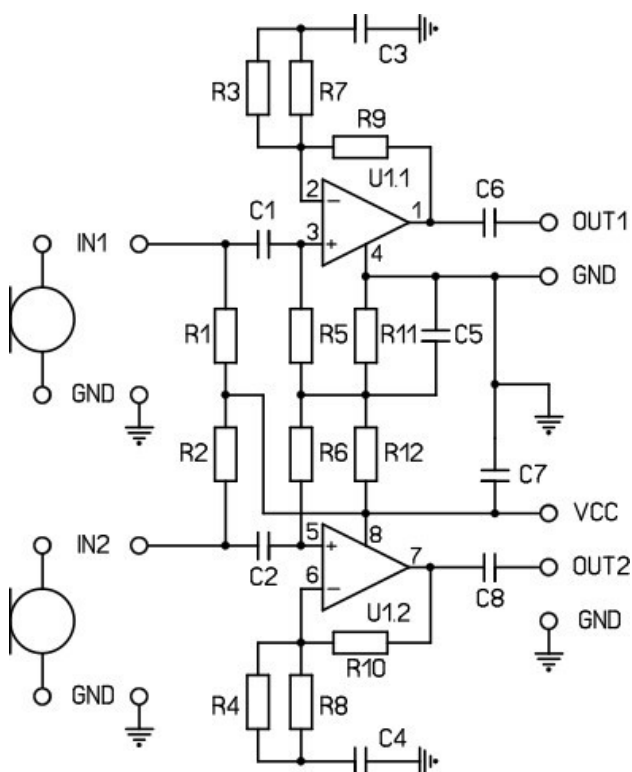 C3
R3 R7
R9
U1.1
2
C1 1 C6
IN1 3 OUT1
4
GND
R1 R5 R11 C5
GND
R2 R6 R12
C7
VCC
5 8
IN2 7 OUT2
C2 6 C8
U1.2 GND
R10
GND R4 R8
C4